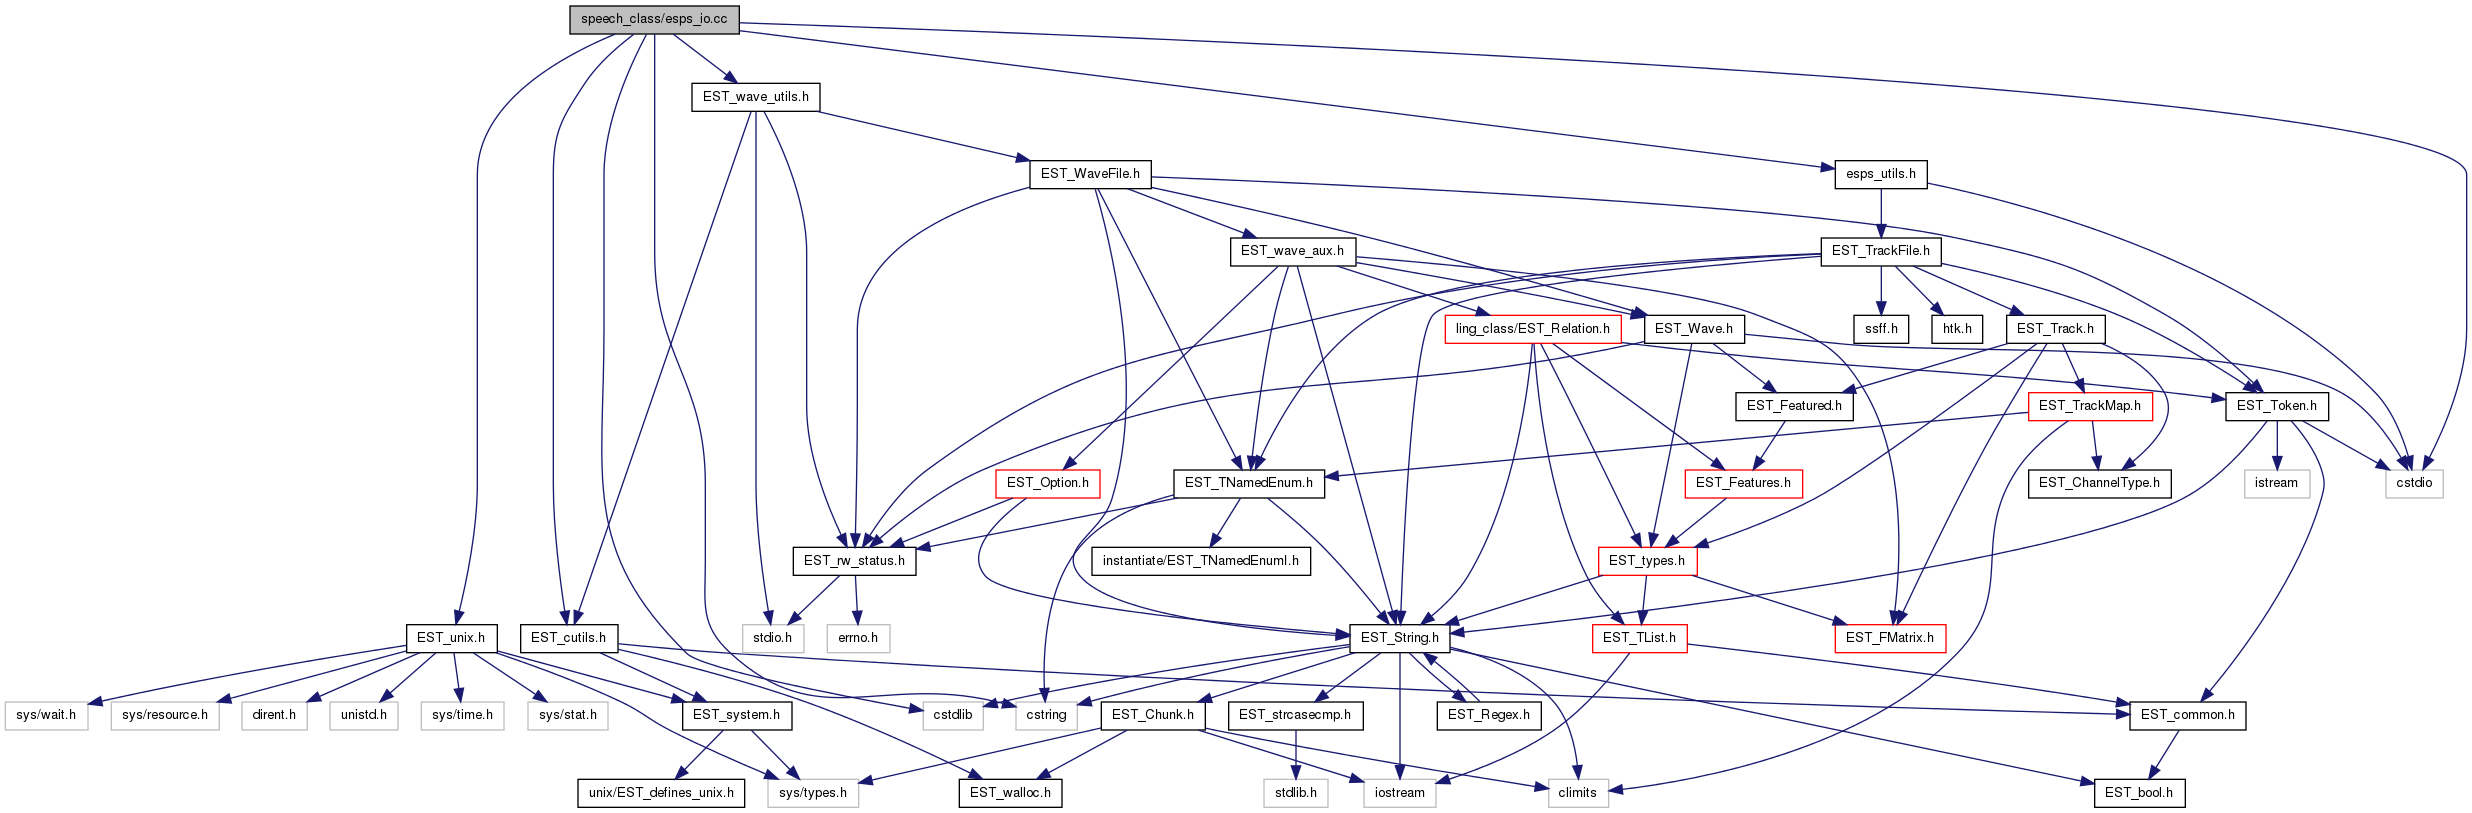 speech_class/esps_io.cc
EST_wave_utils.h
EST_WaveFile.h
esps_utils.h
EST_wave_aux.h
EST_TrackFile.h
ling_class/EST_Relation.h
EST_Wave.h
ssff.h
htk.h
EST_Track.h
EST_Featured.h
EST_TrackMap.h
EST_Token.h
EST_Option.h
EST_TNamedEnum.h
EST_Features.h
EST_ChannelType.h
istream
cstdio
EST_rw_status.h
instantiate/EST_TNamedEnumI.h
EST_types.h
EST_unix.h
EST_cutils.h
stdio.h
errno.h
EST_String.h
EST_TList.h
EST_FMatrix.h
sys/wait.h
sys/resource.h
dirent.h
unistd.h
sys/time.h
sys/stat.h
EST_system.h
cstdlib
cstring
EST_Chunk.h
EST_strcasecmp.h
EST_Regex.h
EST_common.h
unix/EST_defines_unix.h
sys/types.h
EST_walloc.h
stdlib.h
iostream
climits
EST_bool.h